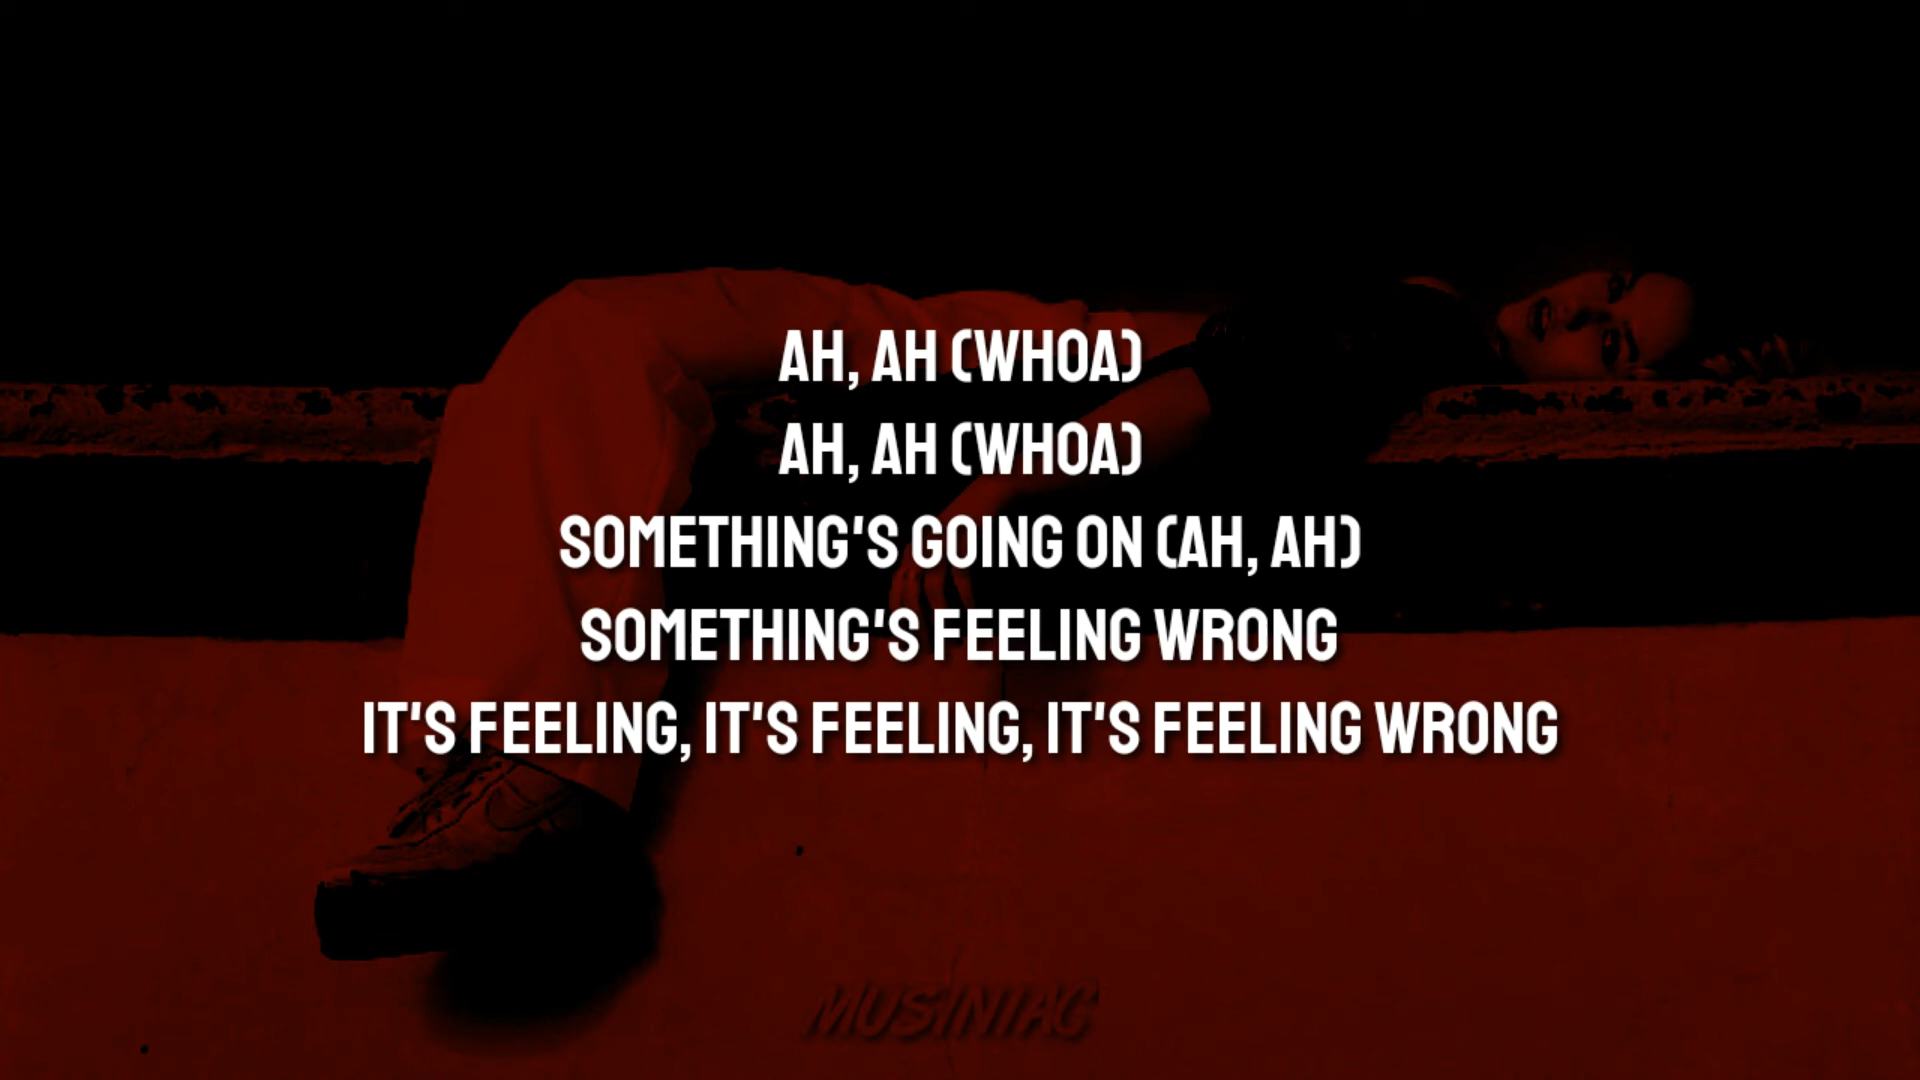 AH, AH (WHOA)
AH, AH (WHOA)
SOMETHING'S GOING ON (AH, AH)
SOMETHING'S FEELING WRONG
IT'S FEELING, IT'S FEELING, IT'S FEELING WRONG
MUSINIAC